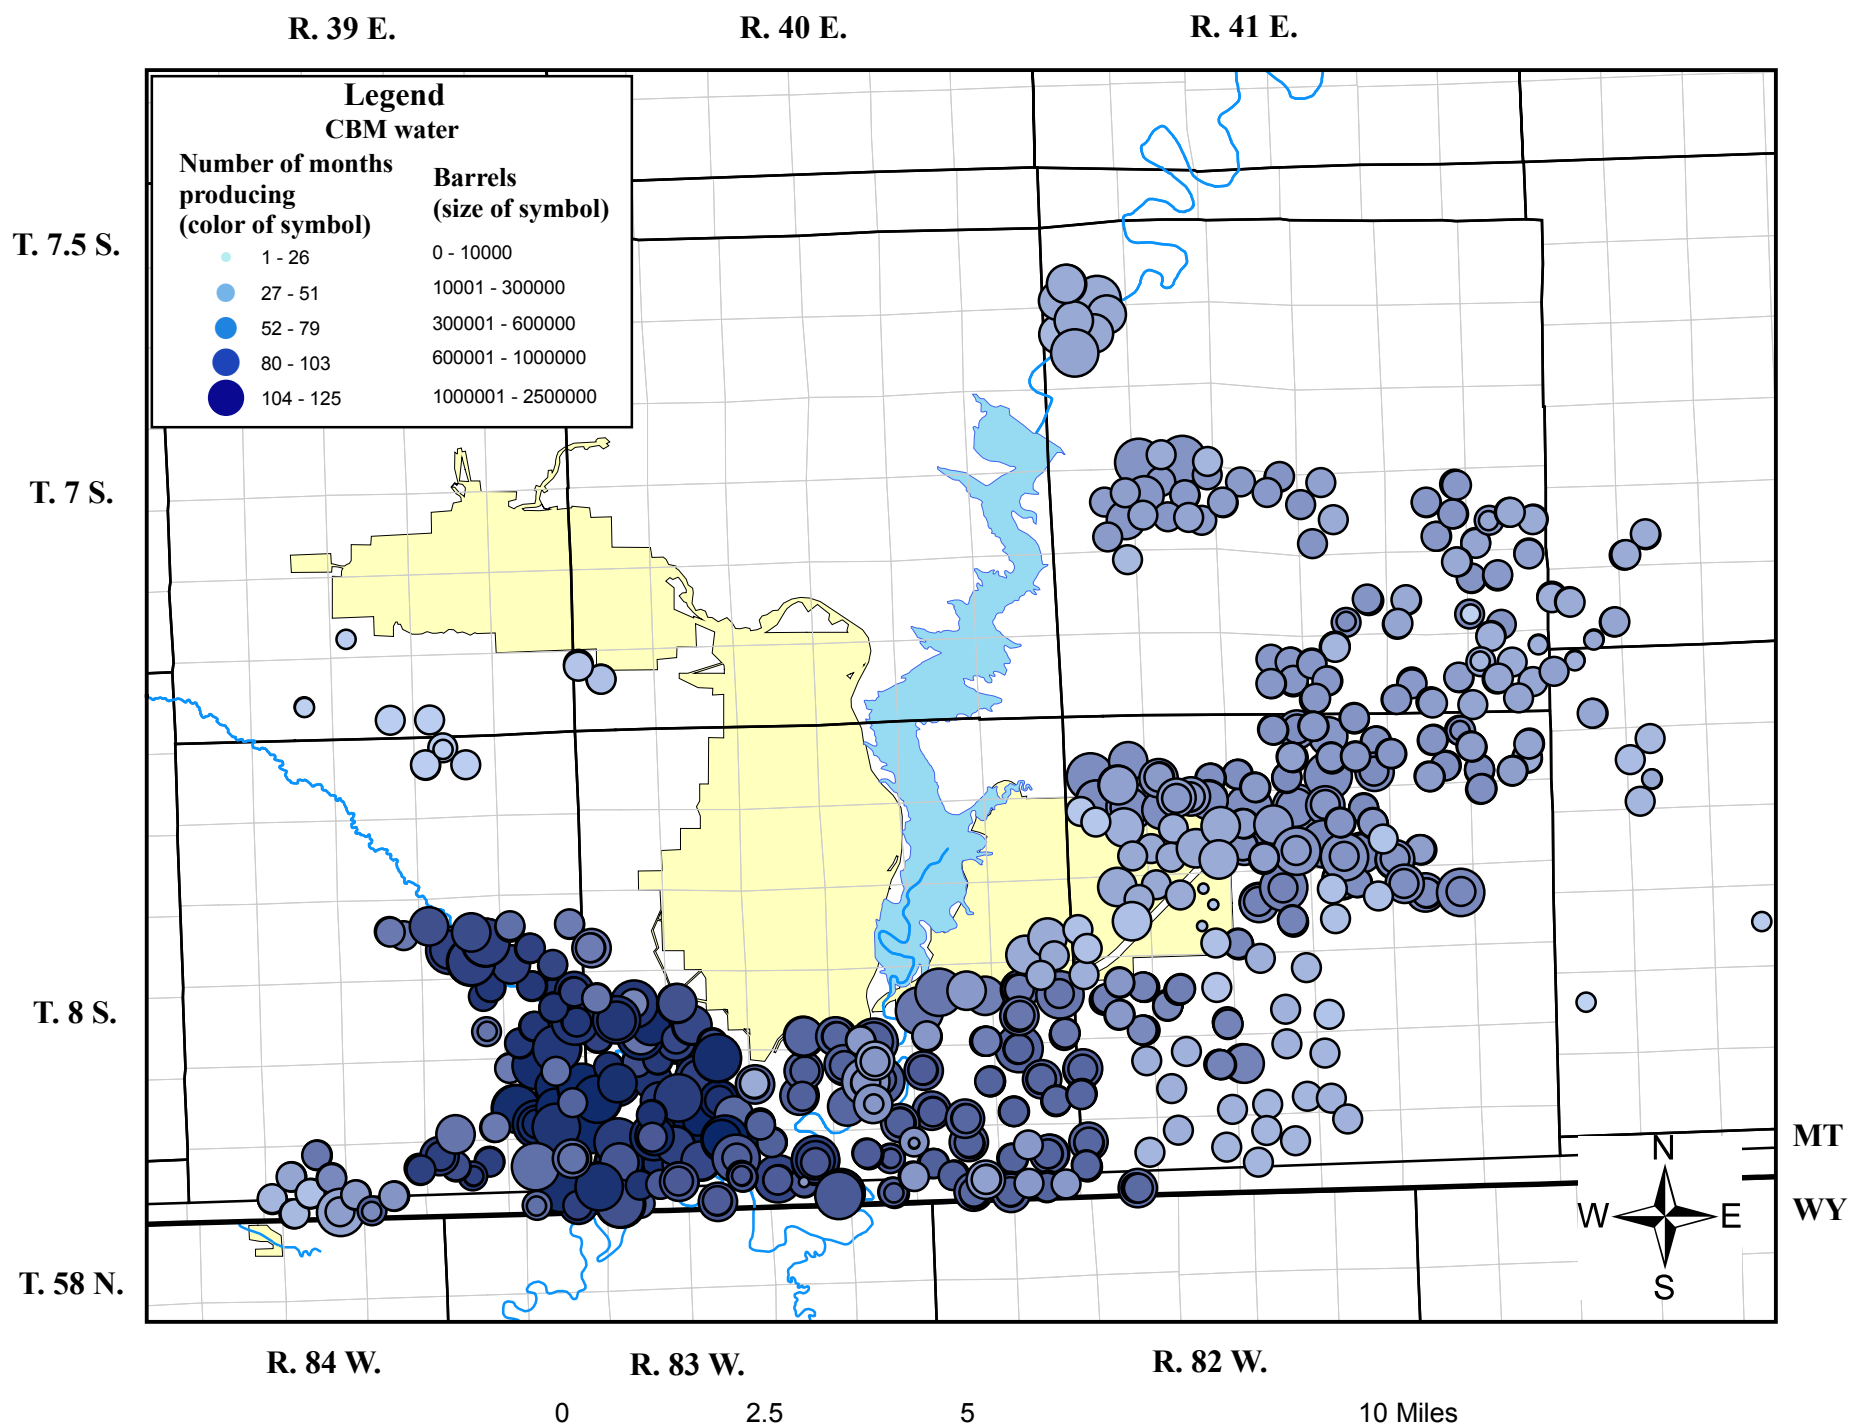 R. 39 E.
R. 40 E.
R. 41 E.
Legend
CBM water
Number of months
producing
(color of symbol)
Barrels
(size of symbol)
1 - 26
0 - 10000
27 - 51
10001 - 300000
52 - 79
300001 - 600000
80 - 103
600001 - 1000000
104 - 125
1000001 - 2500000
T. 7.5 S.
T. 7 S.
T. 8 S.
T. 58 N.
MT
WY
N
W
E
S
R. 84 W.
R. 83 W.
R. 82 W.
0
2.5
5
10 Miles